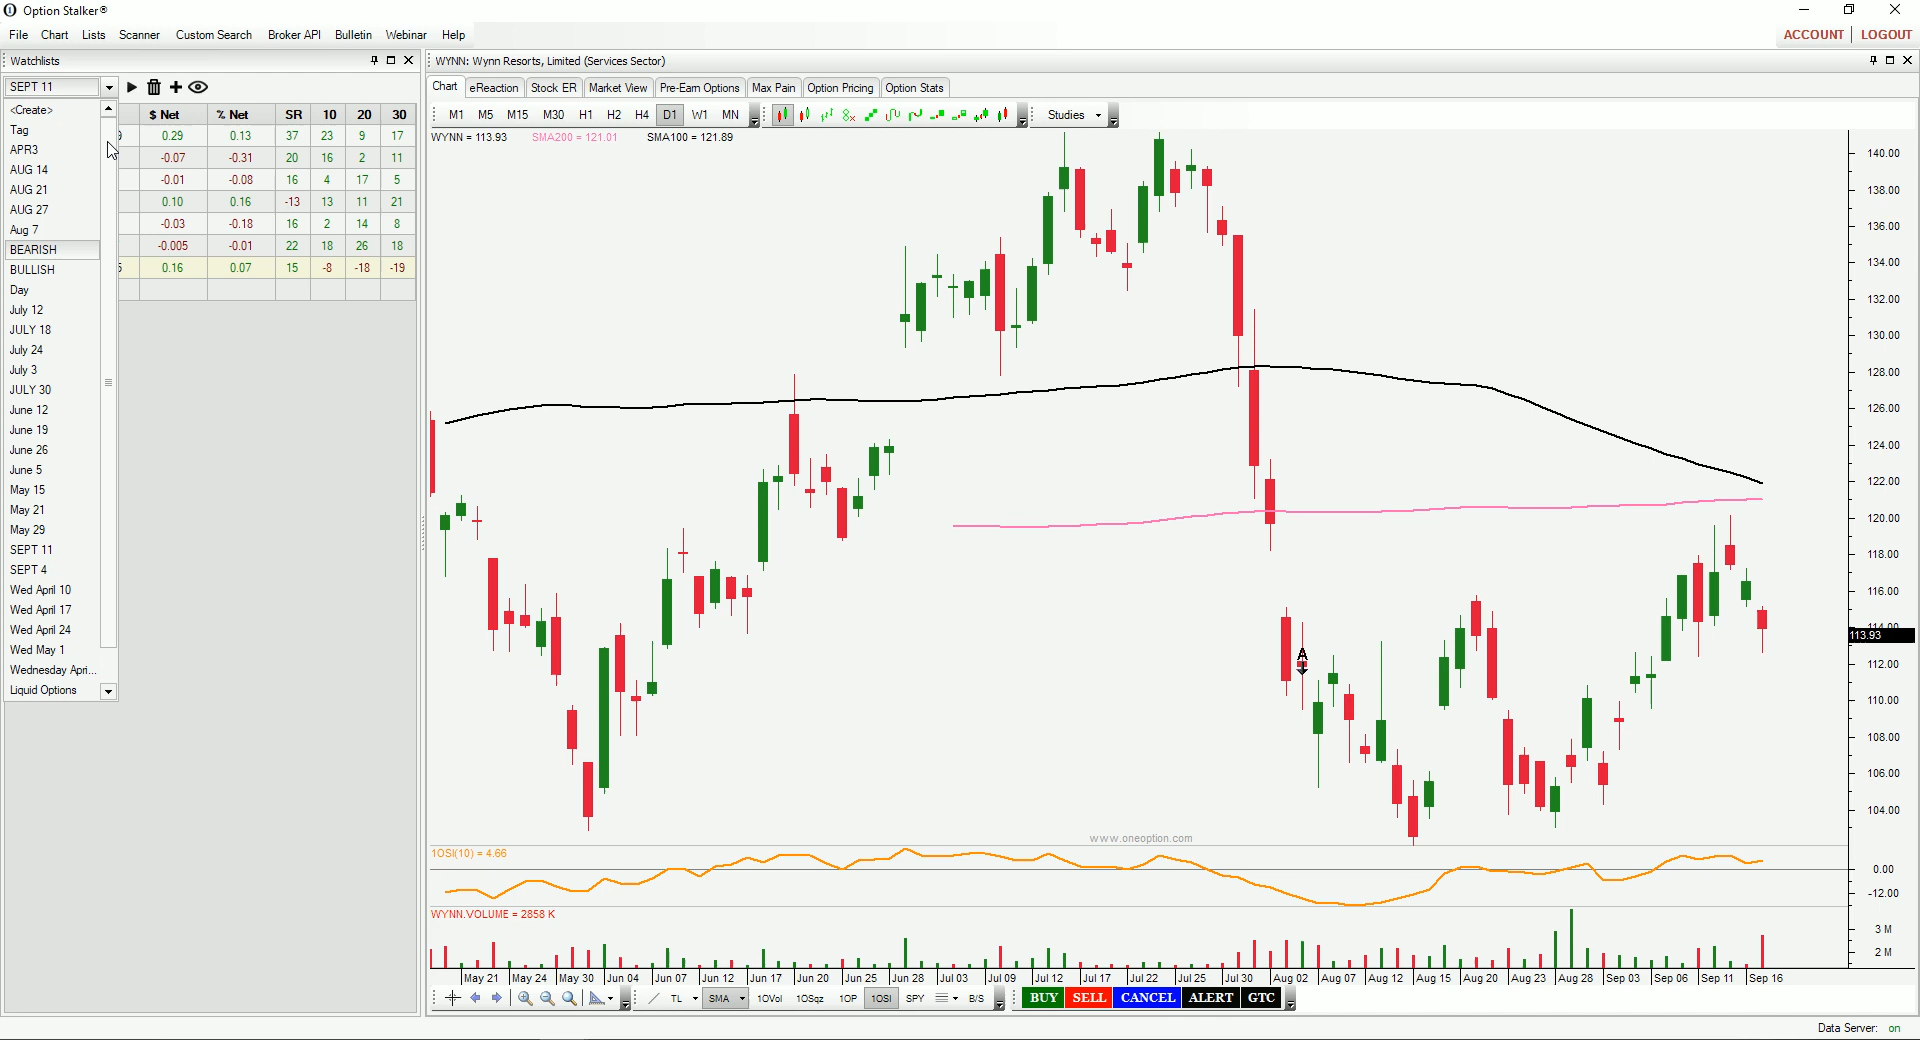 Option Stalker®
File Chart Lists Scanner Custom Search Broker API Bulletin Webinar Help
ACCOUNT LOGOUT
Watchlists
WYNN: Wynn Resorts, Limited (Services Sector)
SEPT 11
Chart eReaction Stock ER Market View Pre-Earn Options Max Pain Option Pricing Option Stats
M1 M5 M15 M30 H1 H2 H4 D1 W1 MN Studies
WYNN = 113.93 SMA200 = 121.01 SMA100 = 121.89
$ Net % Net SR 10 20 30
0.29 0.13 37 23 9 17
-0.07 -0.31 20 16 2 11
-0.01 -0.08 16 4 17 5
0.10 0.16 -13 13 11 21
-0.03 -0.18 16 2 14 8
-0.005 -0.01 22 18 26 18
0.16 0.07 15 -8 -18 -19
<Create>
Tag
APR3
AUG 14
AUG 21
AUG 27
Aug 7
BEARISH
BULLISH
Day
July 12
JULY 18
July 24
July 3
JULY 30
June 12
June 19
June 26
June 5
May 15
May 21
May 29
SEPT 11
SEPT 4
Wed April 10
Wed April 17
Wed April 24
Wed May 1
Wednesday Apri...
Liquid Options
140.00
138.00
136.00
134.00
132.00
130.00
128.00
126.00
124.00
122.00
120.00
118.00
116.00
114.00
113.93
112.00
110.00
108.00
106.00
104.00
A
www.oneoption.com
1OSI(10) = 4.66
0.00
-12.00
WYNN.VOLUME = 2858 K
3 M
2 M
May 21 May 24 May 30 Jun 04 Jun 07 Jun 12 Jun 17 Jun 20 Jun 25 Jun 28 Jul 03 Jul 09 Jul 12 Jul 17 Jul 22 Jul 25 Jul 30 Aug 02 Aug 07 Aug 12 Aug 15 Aug 20 Aug 23 Aug 28 Sep 03 Sep 06 Sep 11 Sep 16
TL SMA 1OVol 1OSqz 1OP 1OSI SPY B/S BUY SELL CANCEL ALERT GTC
Data Server: on